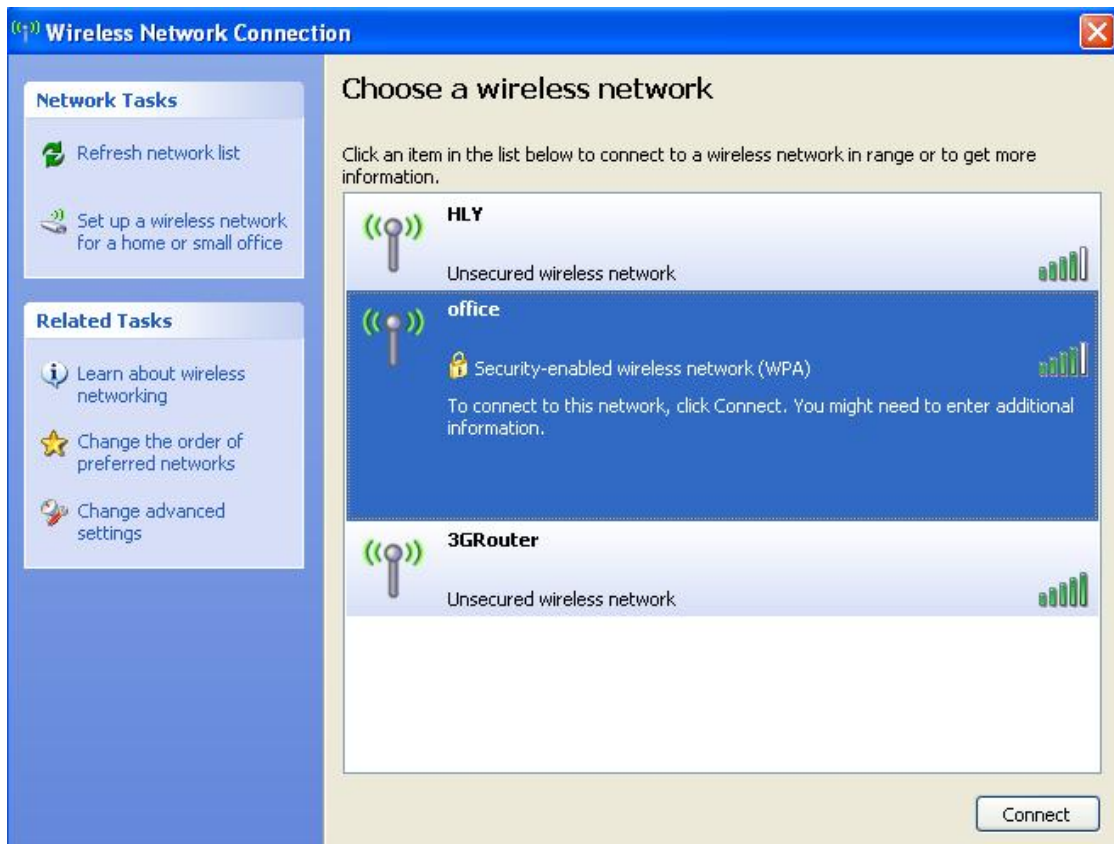 Wireless Network Connection
Network Tasks
Refresh network list
Set up a wireless network
for a home or small office
Related Tasks
Learn about wireless
networking
Change the order of
preferred networks
Change advanced
settings
Choose a wireless network
Click an item in the list below to connect to a wireless network in range or to get more
information.
HLY
Unsecured wireless network
office
Security-enabled wireless network (WPA)
To connect to this network, click Connect. You might need to enter additional
information.
3GRouter
Unsecured wireless network
Connect